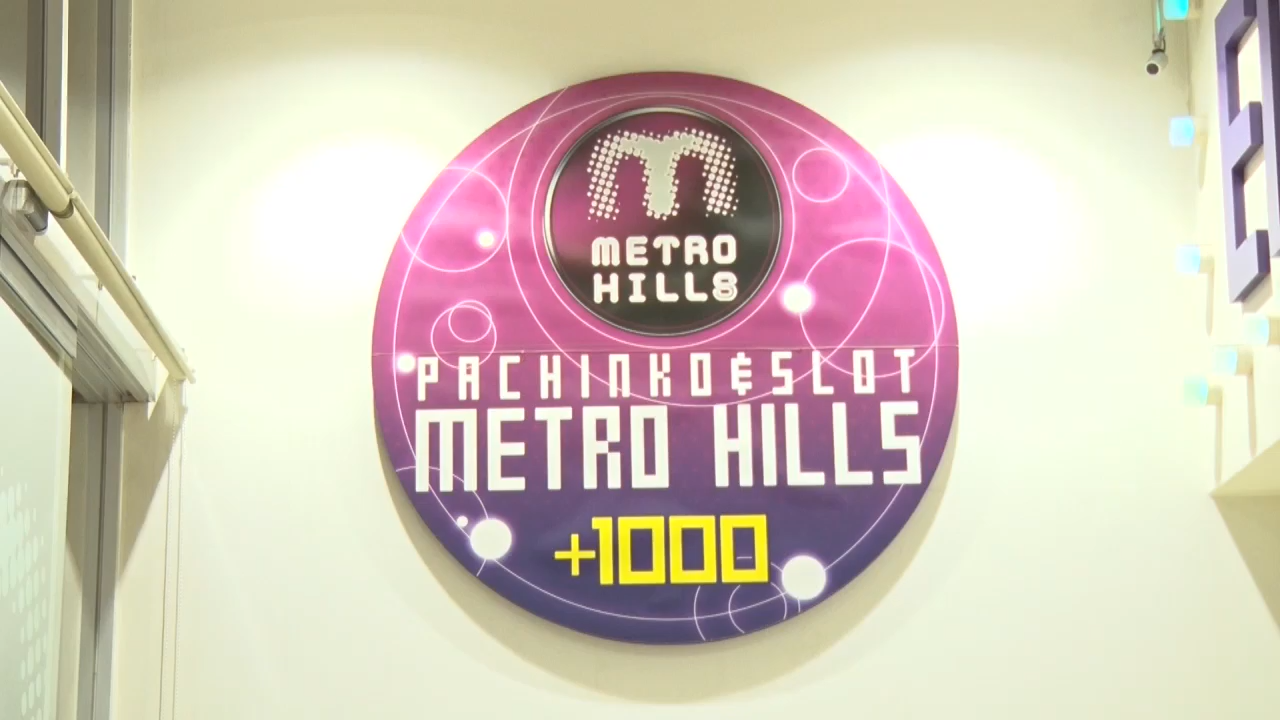 METRO
HILLS
PACHINKO&SLOT
METRO HILLS
+1000